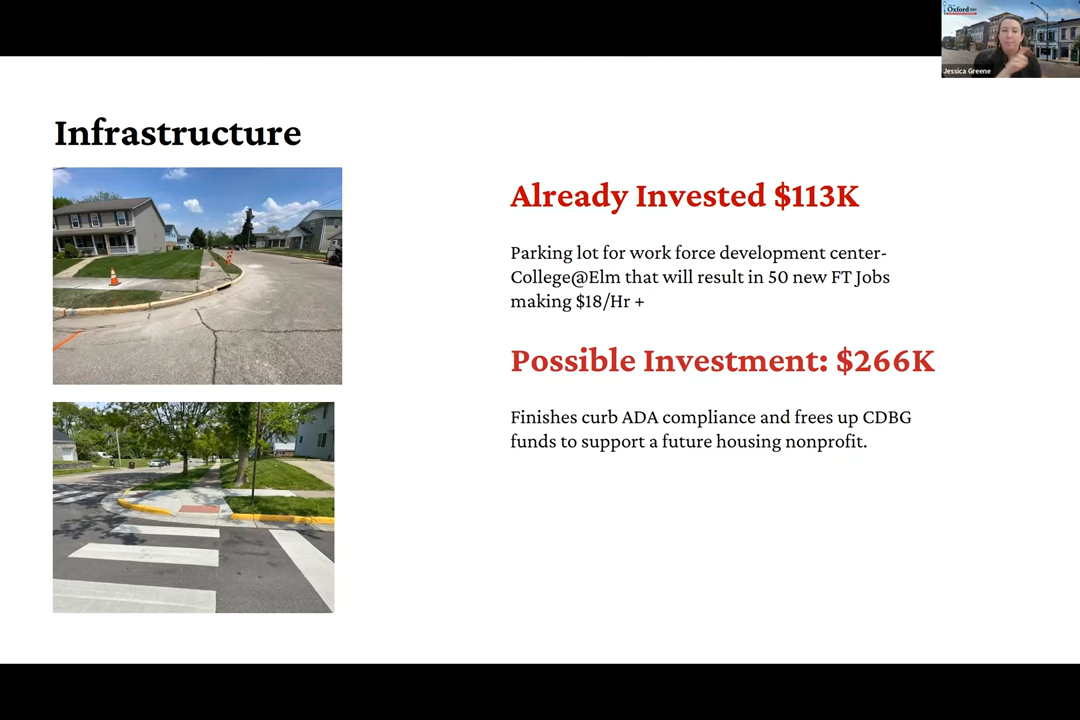 Oxford
Jessica Greene
Infrastructure
Already Invested $113K
Parking lot for work force development center-
College@Elm that will result in 50 new FT Jobs
making $18/Hr +
Possible Investment: $266K
Finishes curb ADA compliance and frees up CDBG
funds to support a future housing nonprofit.